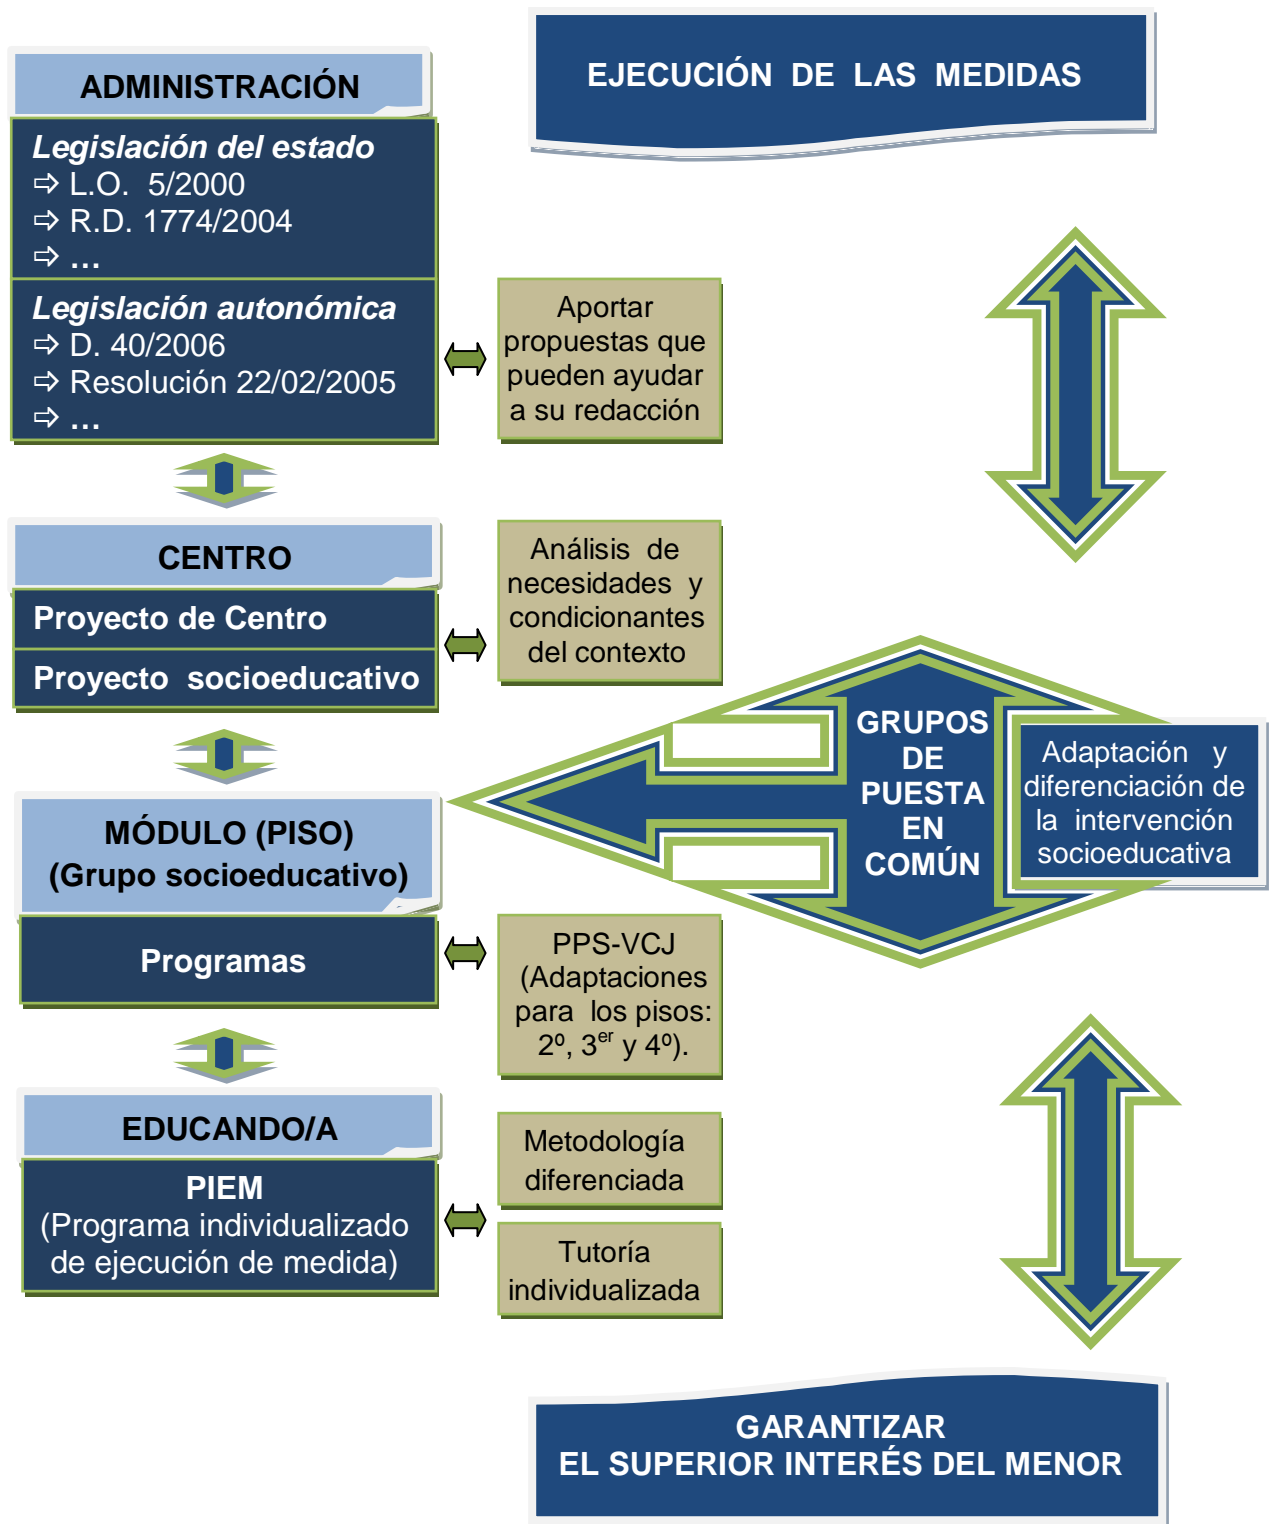 EJECUCIÓN DE LAS MEDIDAS
ADMINISTRACIÓN
Legislación del estado
⇨ L.O. 5/2000
⇨ R.D. 1774/2004
⇨ ...
Legislación autonómica
⇨ D. 40/2006
⇨ Resolución 22/02/2005
⇨ ...
Aportar
propuestas que
pueden ayudar
a su redacción
CENTRO
Proyecto de Centro
Proyecto socioeducativo
Análisis de
necesidades y
condicionantes
del contexto
GRUPOS
DE
PUESTA
EN
COMÚN
Adaptación y
diferenciación de
la intervención
socioeducativa
MÓDULO (PISO)
(Grupo socioeducativo)
Programas
PPS-VCJ
(Adaptaciones
para los pisos:
2º, 3er y 4º).
EDUCANDO/A
PIEM
(Programa individualizado
de ejecución de medida)
Metodología
diferenciada
Tutoría
individualizada
GARANTIZAR
EL SUPERIOR INTERÉS DEL MENOR